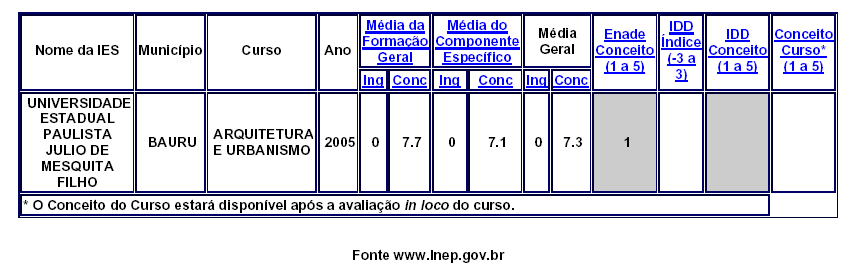 Nome da IES Município Curso Ano Média da Formação Geral Média do Componente Específico Média Geral Enade Conceito (1 a 5) IDD Índice (-3 a 3) IDD Conceito (1 a 5) Conceito Curso* (1 a 5)
Ing Conc Ing Conc Ing Conc
UNIVERSIDADE ESTADUAL PAULISTA JULIO DE MESQUITA FILHO BAURU ARQUITETURA E URBANISMO 2005 0 7.7 0 7.1 0 7.3 1
* O Conceito do Curso estará disponível após a avaliação in loco do curso.
Fonte www.Inep.gov.br